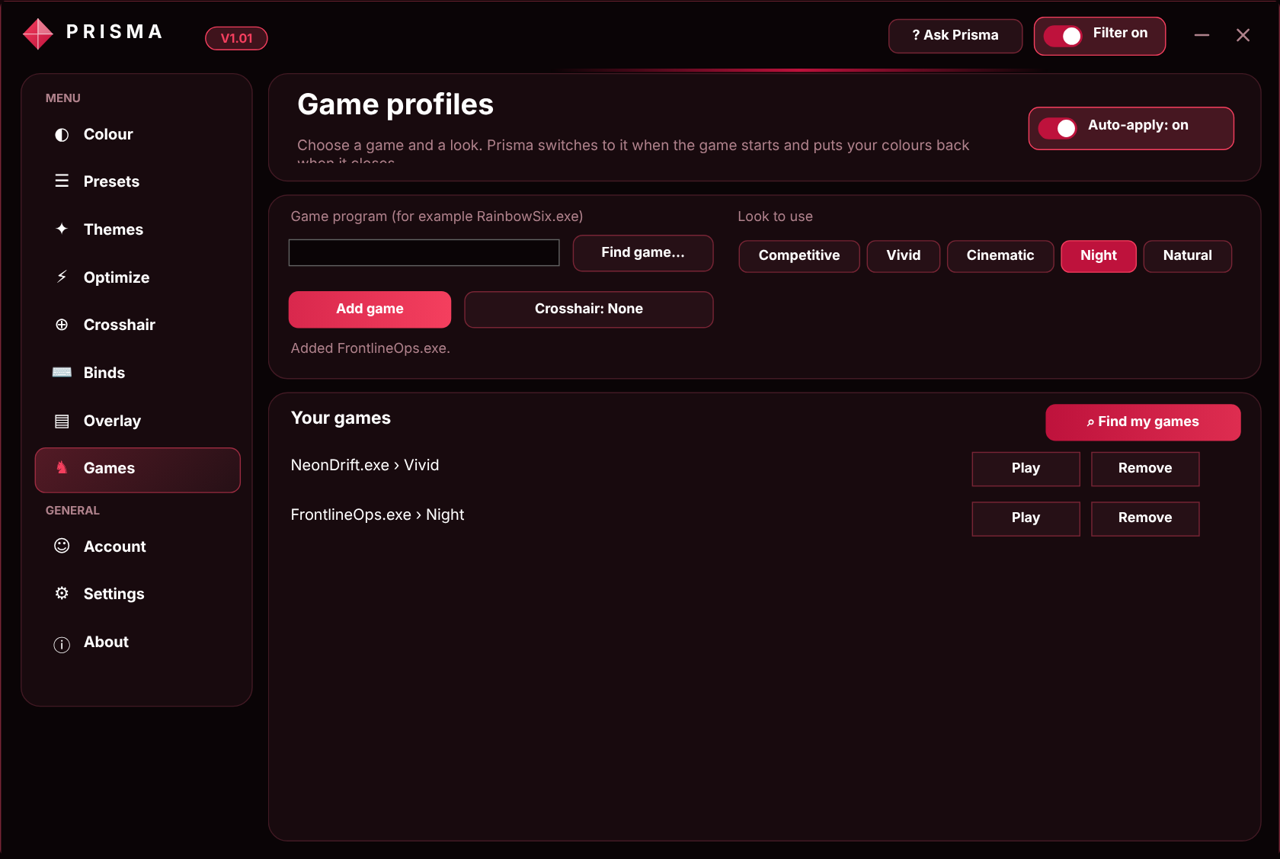 PRISMA
V1.01
? Ask Prisma
Filter on
MENU
Colour
Presets
Themes
Optimize
Crosshair
Binds
Overlay
Games
GENERAL
Account
Settings
About
Game profiles
Choose a game and a look. Prisma switches to it when the game starts and puts your colours back
when it closes.
Auto-apply: on
Game program (for example RainbowSix.exe)
Find game...
Look to use
Competitive
Vivid
Cinematic
Night
Natural
Add game
Crosshair: None
Added FrontlineOps.exe.
Your games
⌕ Find my games
NeonDrift.exe › Vivid
Play
Remove
FrontlineOps.exe › Night
Play
Remove